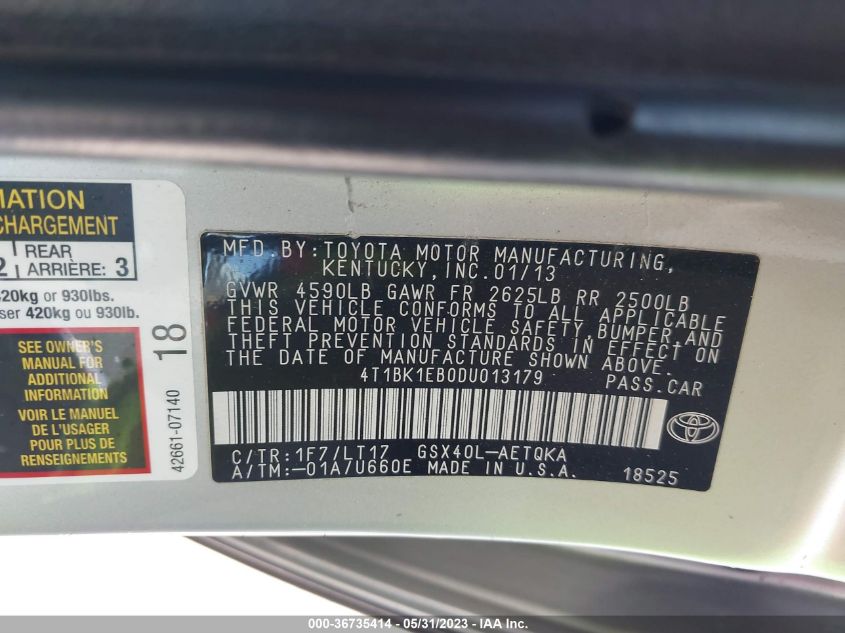 MATION
CHARGEMENT
2 REAR
ARRIÈRE: 3
420kg or 930lbs.
ser 420kg ou 930lb.
SEE OWNER'S
MANUAL FOR
ADDITIONAL
INFORMATION
VOIR LE MANUEL
DE L'USAGER
POUR PLUS DE
RENSEIGNEMENTS
18
42661-07140
MFD.BY:TOYOTA MOTOR MANUFACTURING,
KENTUCKY, INC. 01/13
GVWR 4590LB GAWR FR 2625LB RR 2500LB
THIS VEHICLE CONFORMS TO ALL APPLICABLE
FEDERAL MOTOR VEHICLE SAFETY, BUMPER, AND
THEFT PREVENTION STANDARDS IN EFFECT ON
THE DATE OF MANUFACTURE SHOWN ABOVE.
4T1BK1EB0DU013179 PASS.CAR
C/TR:1F7/LT17 GSX40L-AETQKA
A/TM:-01A/U660E MADE IN U.S.A.
18525
TOYOTA
000-36735414 - 05/31/2023 - IAA Inc.